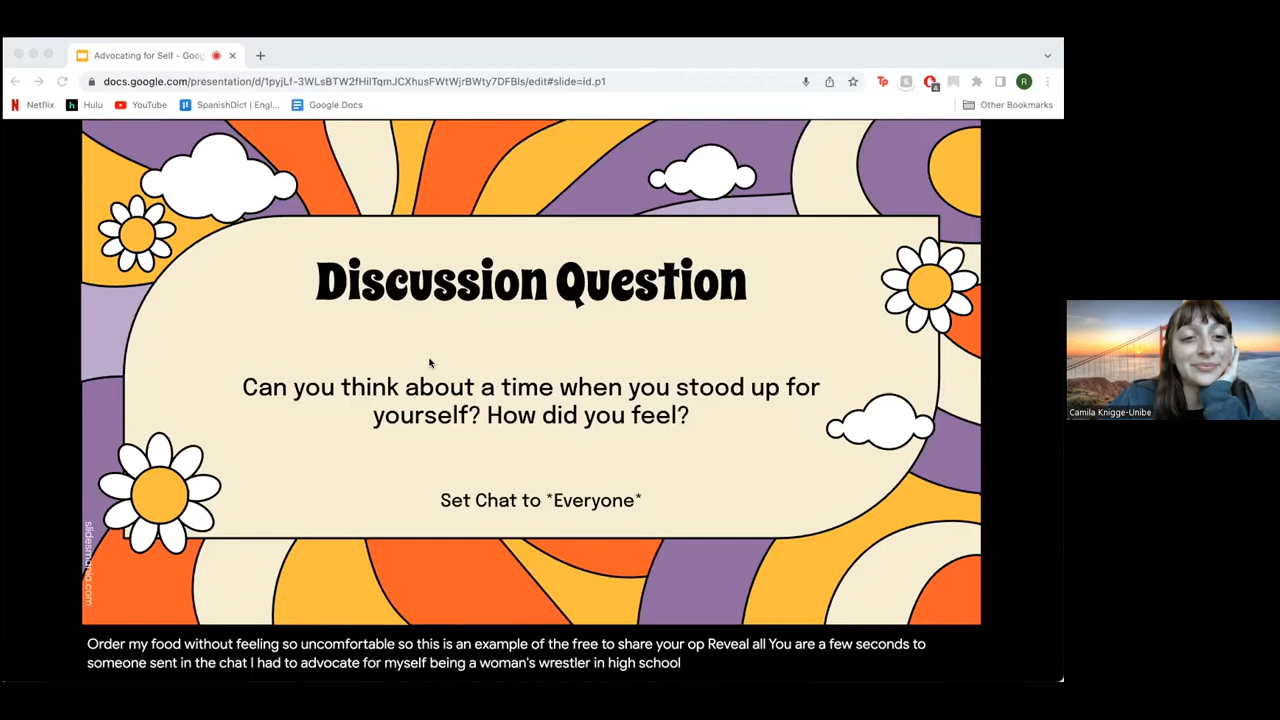 Advocating for Self - Goog
docs.google.com/presentation/d/1pyjLf-3WLsBTW2fHilTqmJCXhusFWtWjrBWty7DFBIs/edit#slide=id.p1
Tp
4
R
N Netflix h Hulu YouTube SpanishDict | Engl... Google Docs Other Bookmarks
Discussion Question
Can you think about a time when you stood up for
yourself? How did you feel?
Set Chat to *Everyone*
slidesmania.com
Camila Knigge-Unibe
Order my food without feeling so uncomfortable so this is an example of the free to share your op Reveal all You are a few seconds to
someone sent in the chat I had to advocate for myself being a woman's wrestler in high school